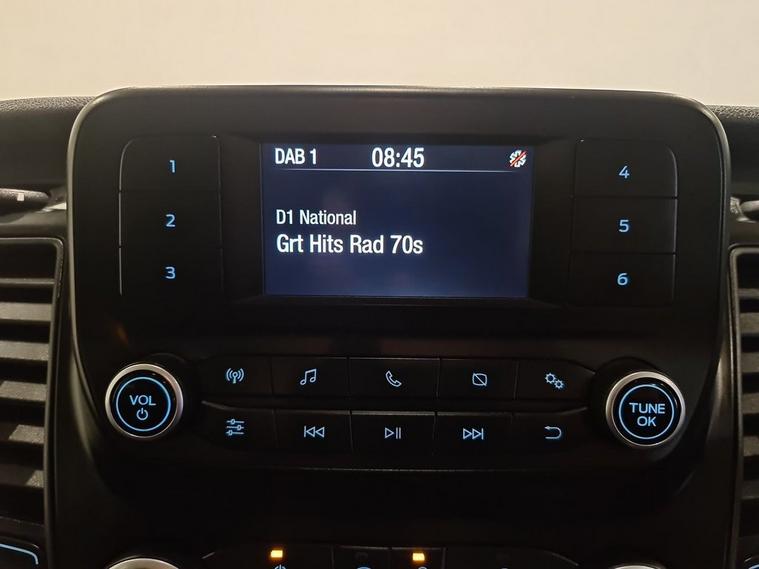 DAB 1 08:45
D1 National
Grt Hits Rad 70s
1
2
3
4
5
6
VOL
TUNE
OK